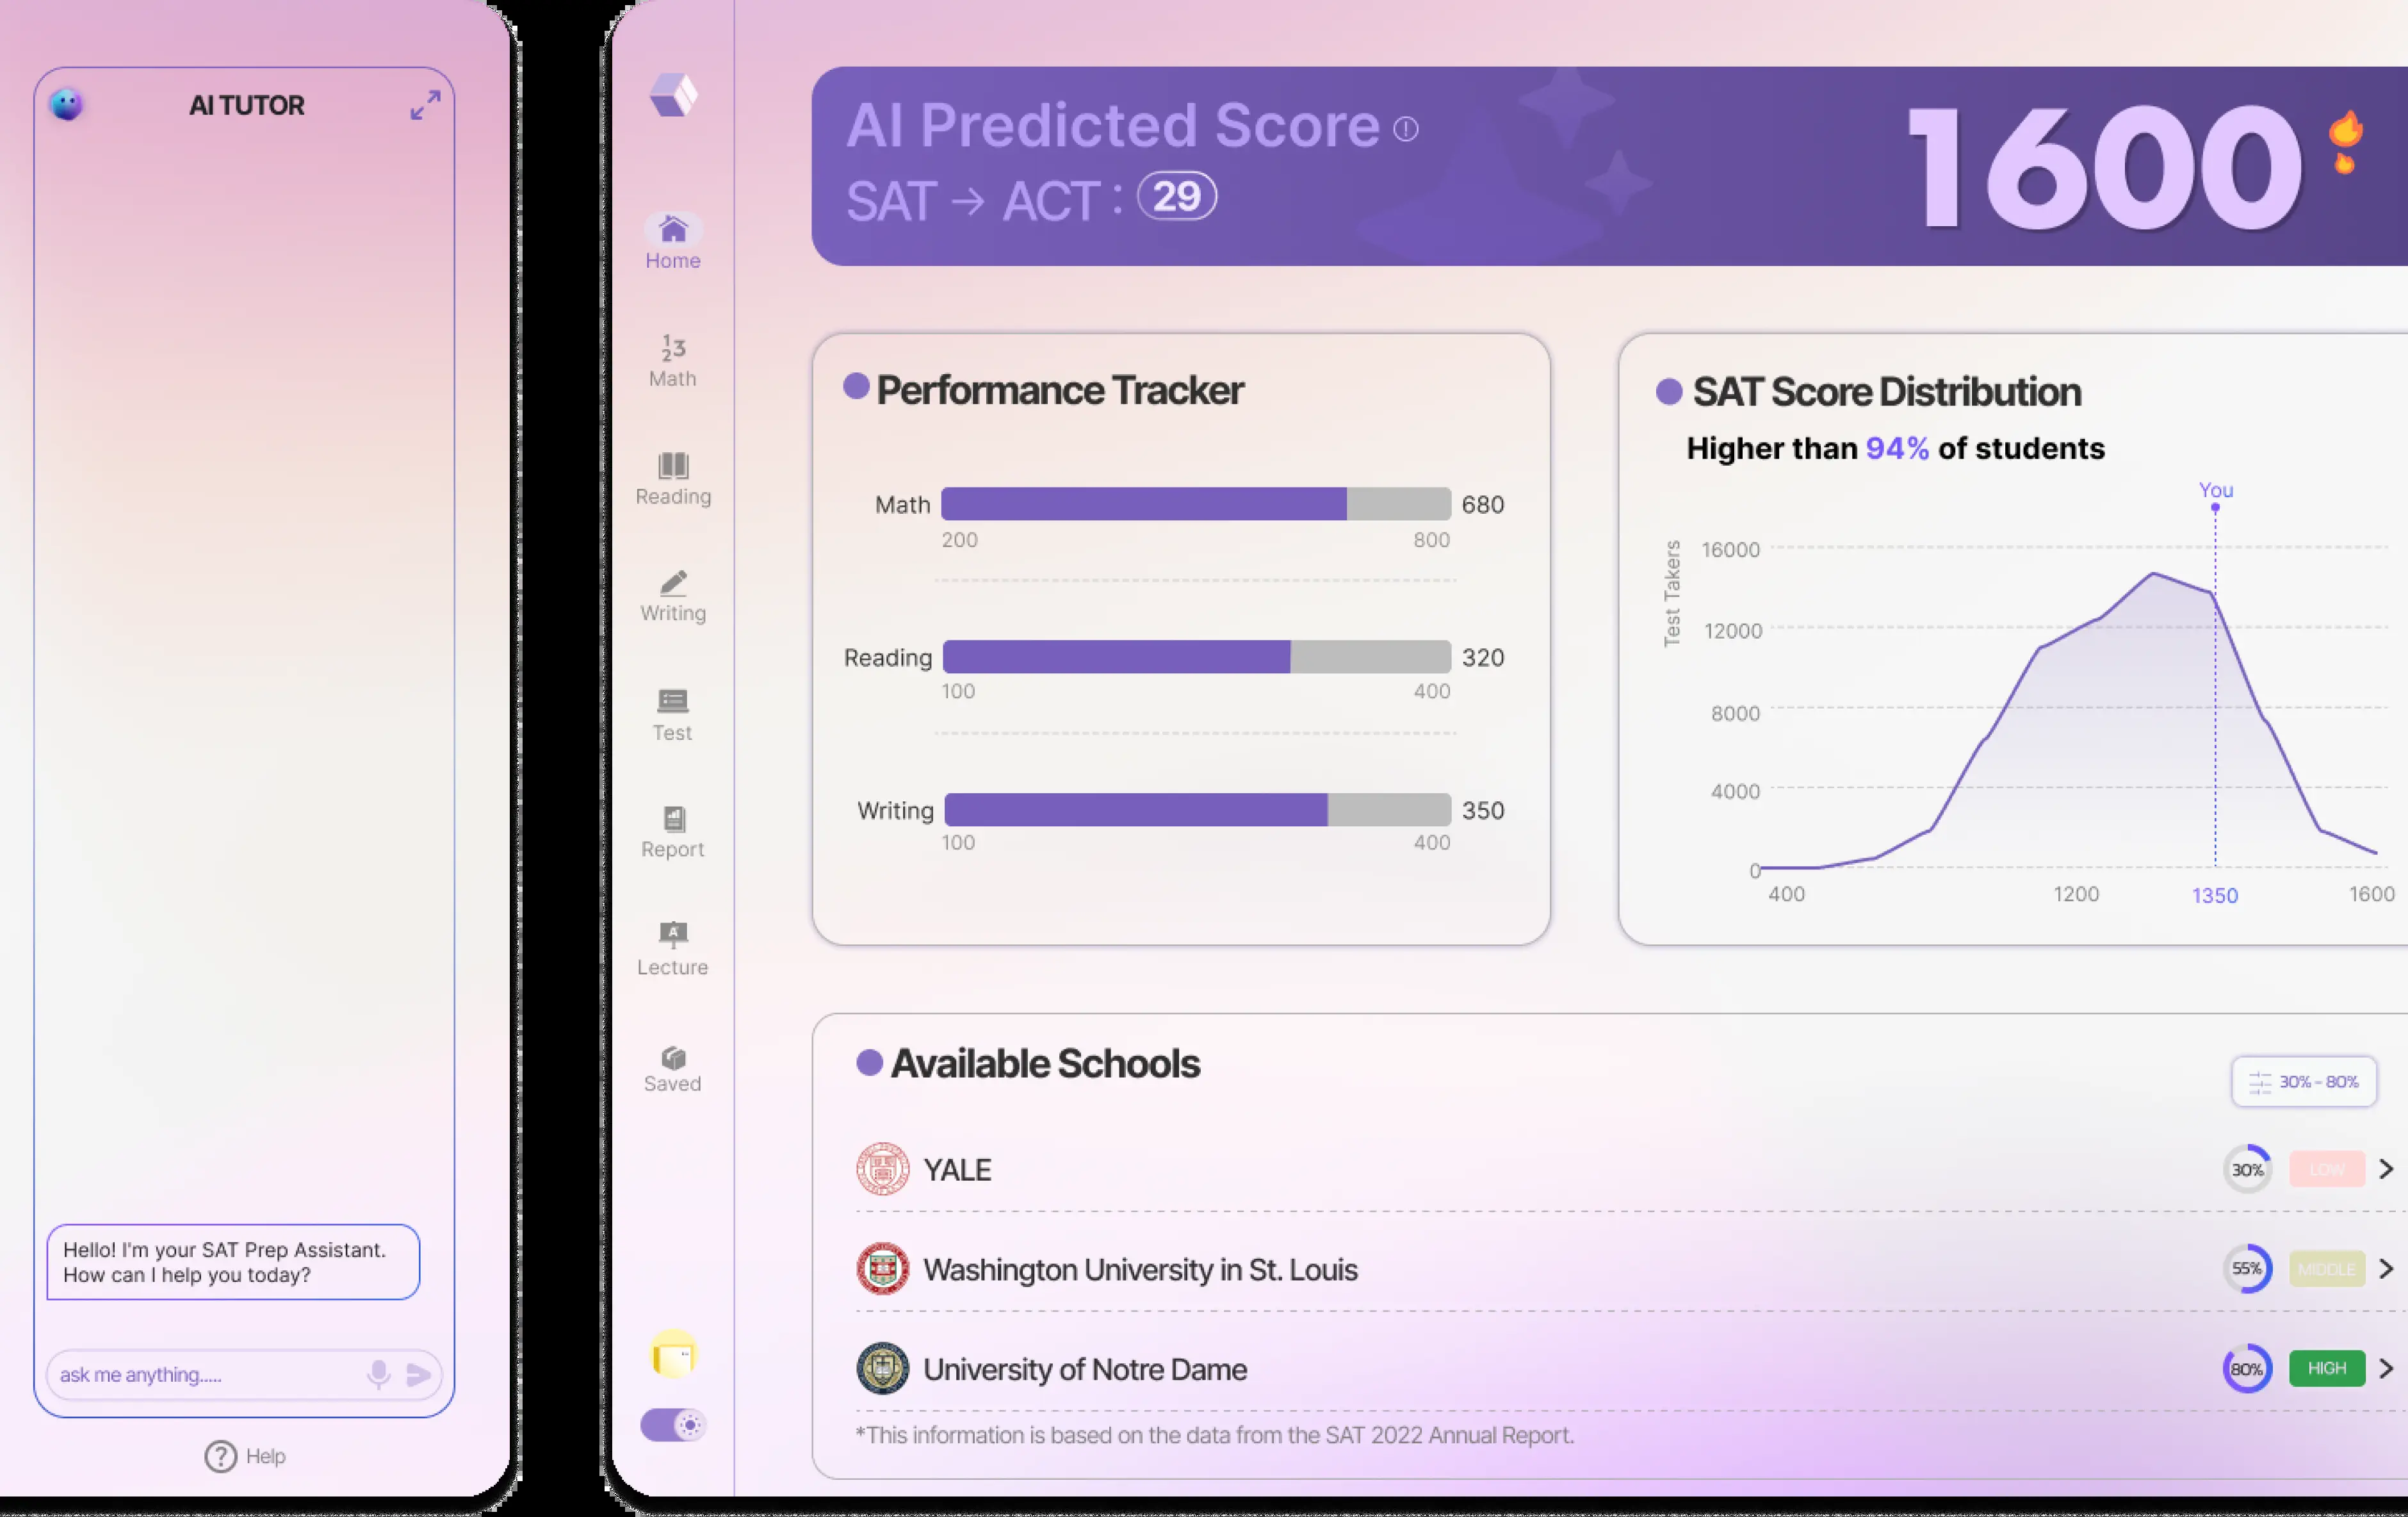 AI TUTOR
Hello! I'm your SAT Prep Assistant.
How can I help you today?
ask me anything.....
Help
Home
Math
Reading
Writing
Test
Report
Lecture
Saved
AI Predicted Score
SAT → ACT : 29
1600
Performance Tracker
Math 680
200 800
Reading 320
100 400
Writing 350
100 400
SAT Score Distribution
Higher than 94% of students
You
Test Takers
16000
12000
8000
4000
0
400 1200 1350 1600
Available Schools
30% - 80%
YALE 30% LOW
Washington University in St. Louis 55% MIDDLE
University of Notre Dame 80% HIGH
*This information is based on the data from the SAT 2022 Annual Report.